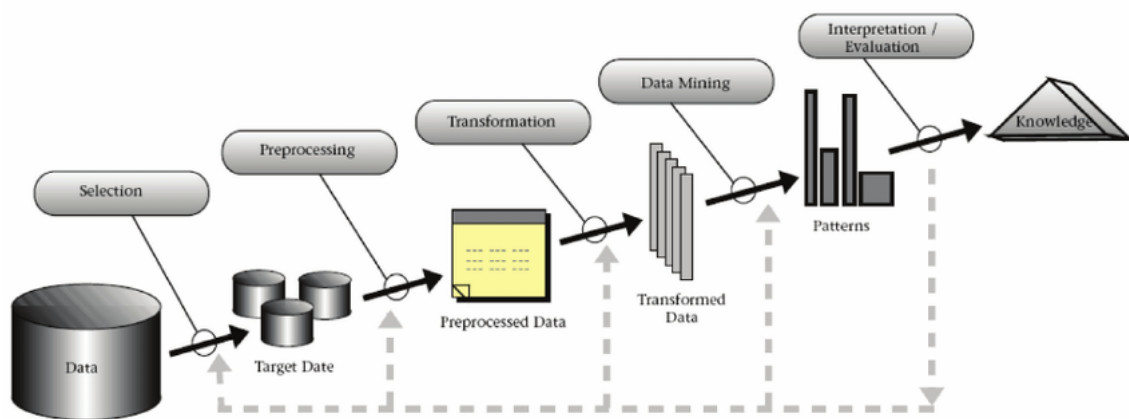 Interpretation /
Evaluation
Data Mining
Transformation
Preprocessing
Selection
Knowledge
Patterns
Transformed
Data
Preprocessed Data
Target Date
Data